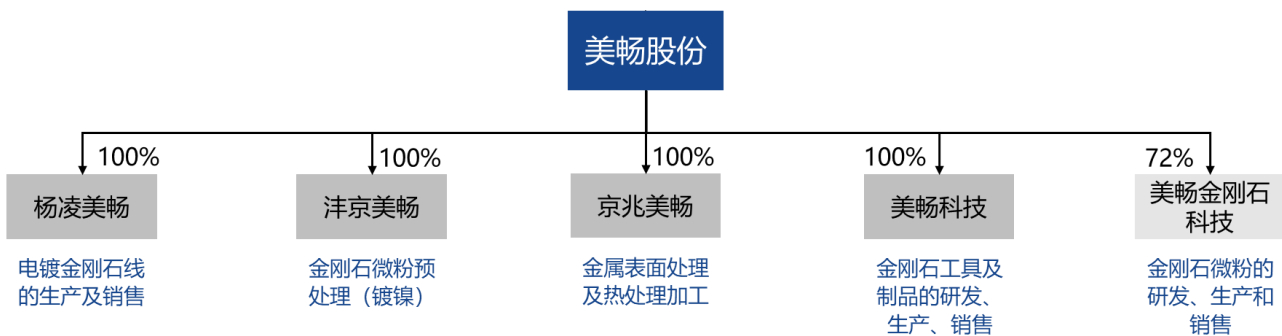 美畅股份
100%
100%
100%
100%
72%
杨凌美畅
沣京美畅
京兆美畅
美畅科技
美畅金刚石
科技
电镀金刚石线
的生产及销售
金刚石微粉预
处理（镀镍）
金属表面处理
及热处理加工
金刚石工具及
制品的研发、
生产、销售
金刚石微粉的
研发、生产和
销售